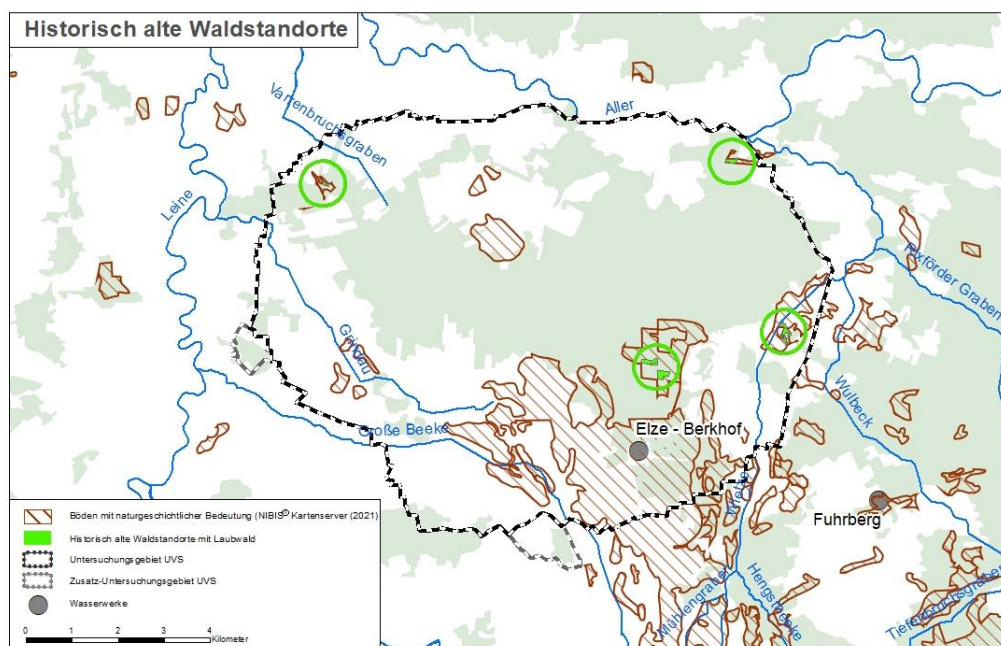 Historisch alte Waldstandorte
Varrenbruchsgraben
Aller
Leine
Rixförder Graben
Grindau
Wulbeck
Große Beeke
Elze - Berkhof
Wietze
Fuhrberg
Mühlengraben
Hengstbeeke
Tiefenbruchsgraben
Böden mit naturgeschichtlicher Bedeutung (NIBIS© Kartenserver (2021)
Historisch alte Waldstandorte mit Laubwald
Untersuchungsgebiet UVS
Zusatz-Untersuchungsgebiet UVS
Wasserwerke
0 1 2 3 4
Kilometer